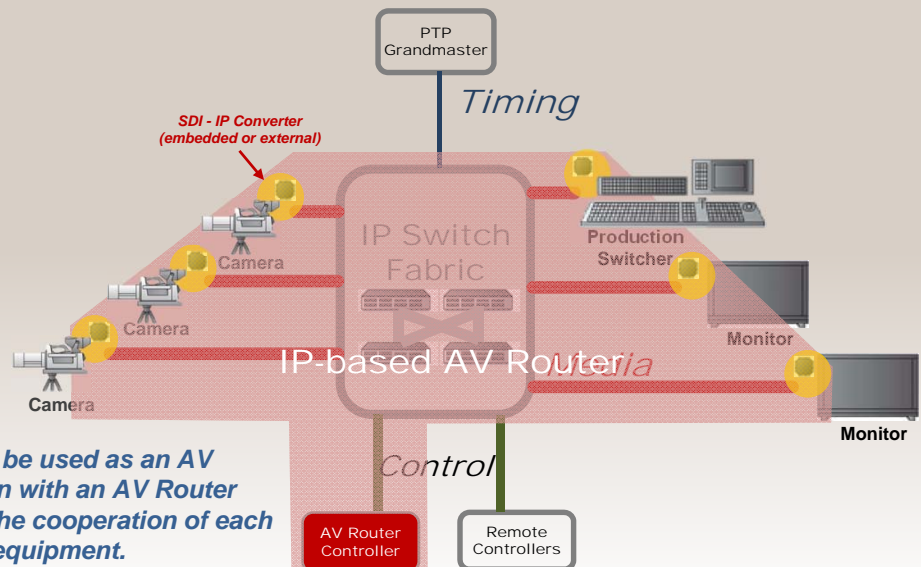 PTP
Grandmaster
Timing
SDI - IP Converter
(embedded or external)
IP Switch
Fabric
Camera
Production
Switcher
Camera
Monitor
IP-based AV Router
Media
Camera
Monitor
be used as an AV
n with an AV Router
he cooperation of each
equipment.
Control
AV Router
Controller
Remote
Controllers